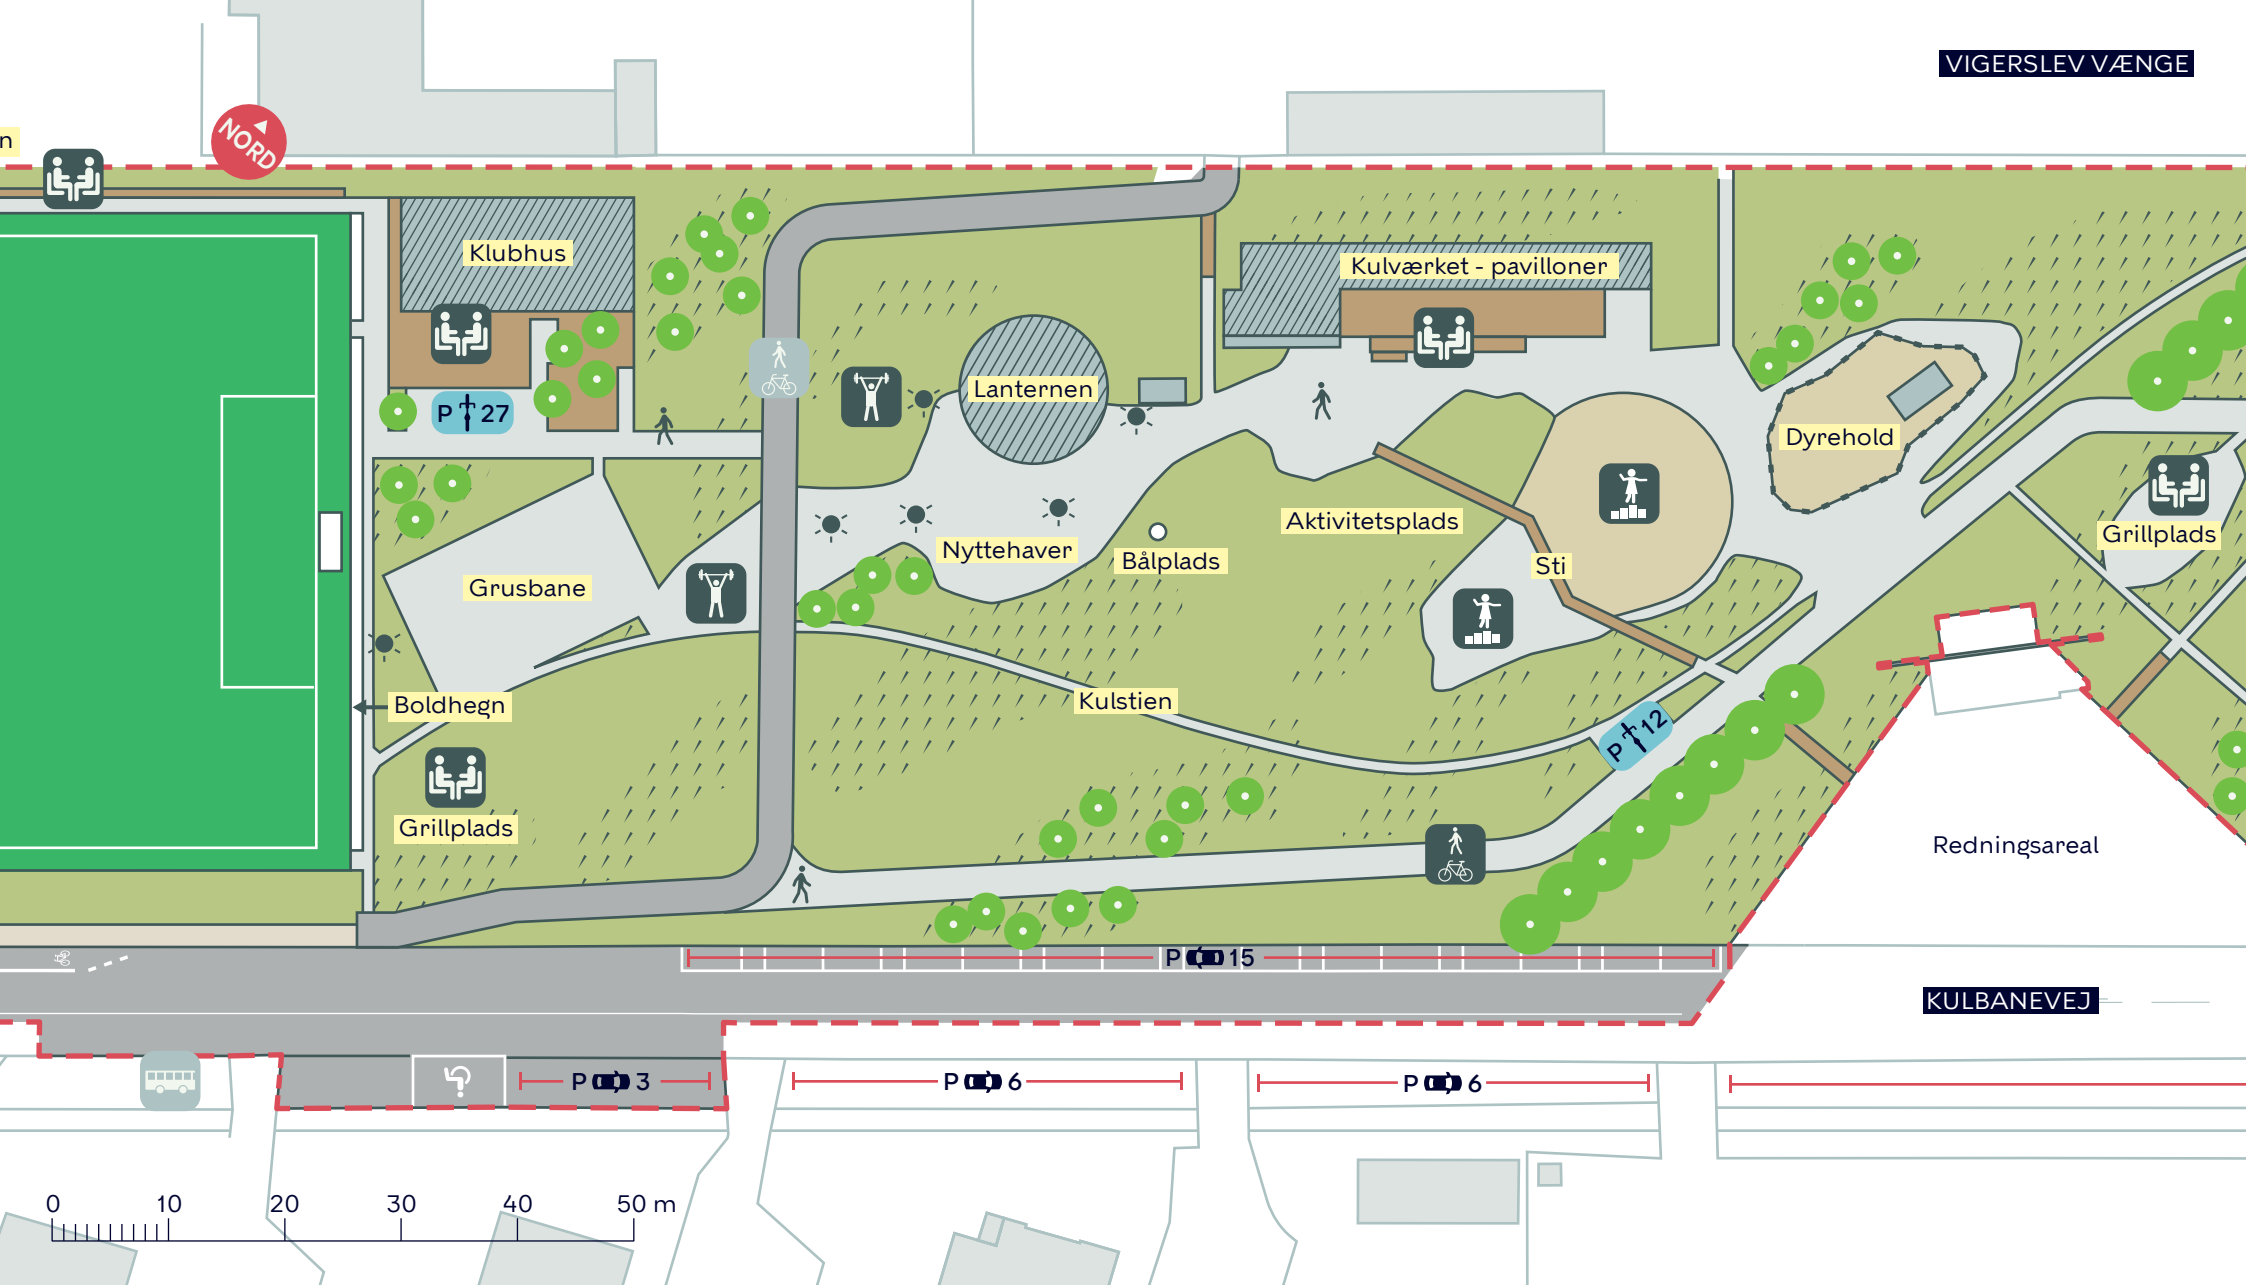 VIGERSLEV VÆNGE
n
NORD
Klubhus
Kulværket - pavilloner
Lanternen
P 27
Dyrehold
Aktivitetsplads
Grillplads
Nyttehaver
Bålplads
Sti
Grusbane
Boldhegn
Kulstien
P 12
Grillplads
Redningsareal
P 15
KULBANEVEJ
P 3
P 6
P 6
0 10 20 30 40 50 m